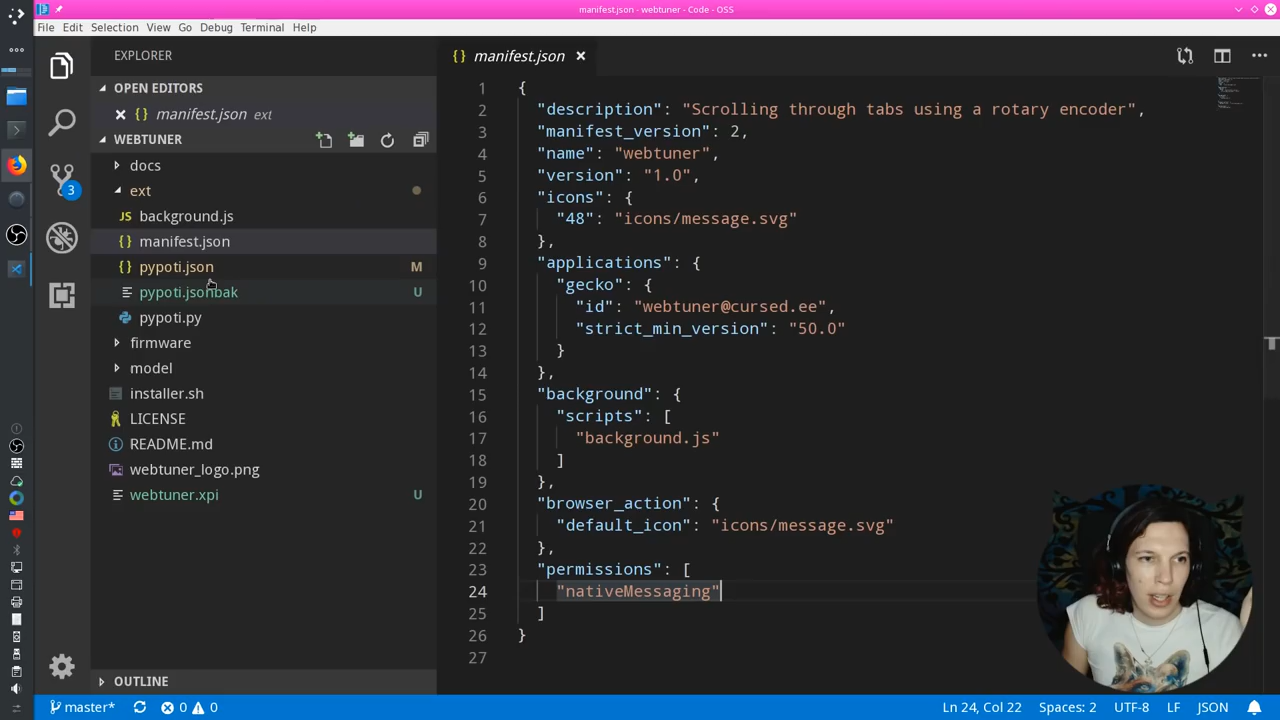 manifest.json - webtuner - Code - OSS
File Edit Selection View Go Debug Terminal Help
EXPLORER
OPEN EDITORS
manifest.json ext
WEBTUNER
docs
ext
JS background.js
{} manifest.json
{} pypoti.json M
pypoti.jsonbak U
pypoti.py
firmware
model
installer.sh
LICENSE
README.md
webtuner_logo.png
webtuner.xpi U
OUTLINE
3
{} manifest.json
1 {
2 "description": "Scrolling through tabs using a rotary encoder",
3 "manifest_version": 2,
4 "name": "webtuner",
5 "version": "1.0",
6 "icons": {
7 "48": "icons/message.svg"
8 },
9 "applications": {
10 "gecko": {
11 "id": "webtuner@cursed.ee",
12 "strict_min_version": "50.0"
13 }
14 },
15 "background": {
16 "scripts": [
17 "background.js"
18 ]
19 },
20 "browser_action": {
21 "default_icon": "icons/message.svg"
22 },
23 "permissions": [
24 "nativeMessaging"
25 ]
26 }
27
master* 0 0 Ln 24, Col 22 Spaces: 2 UTF-8 LF JSON